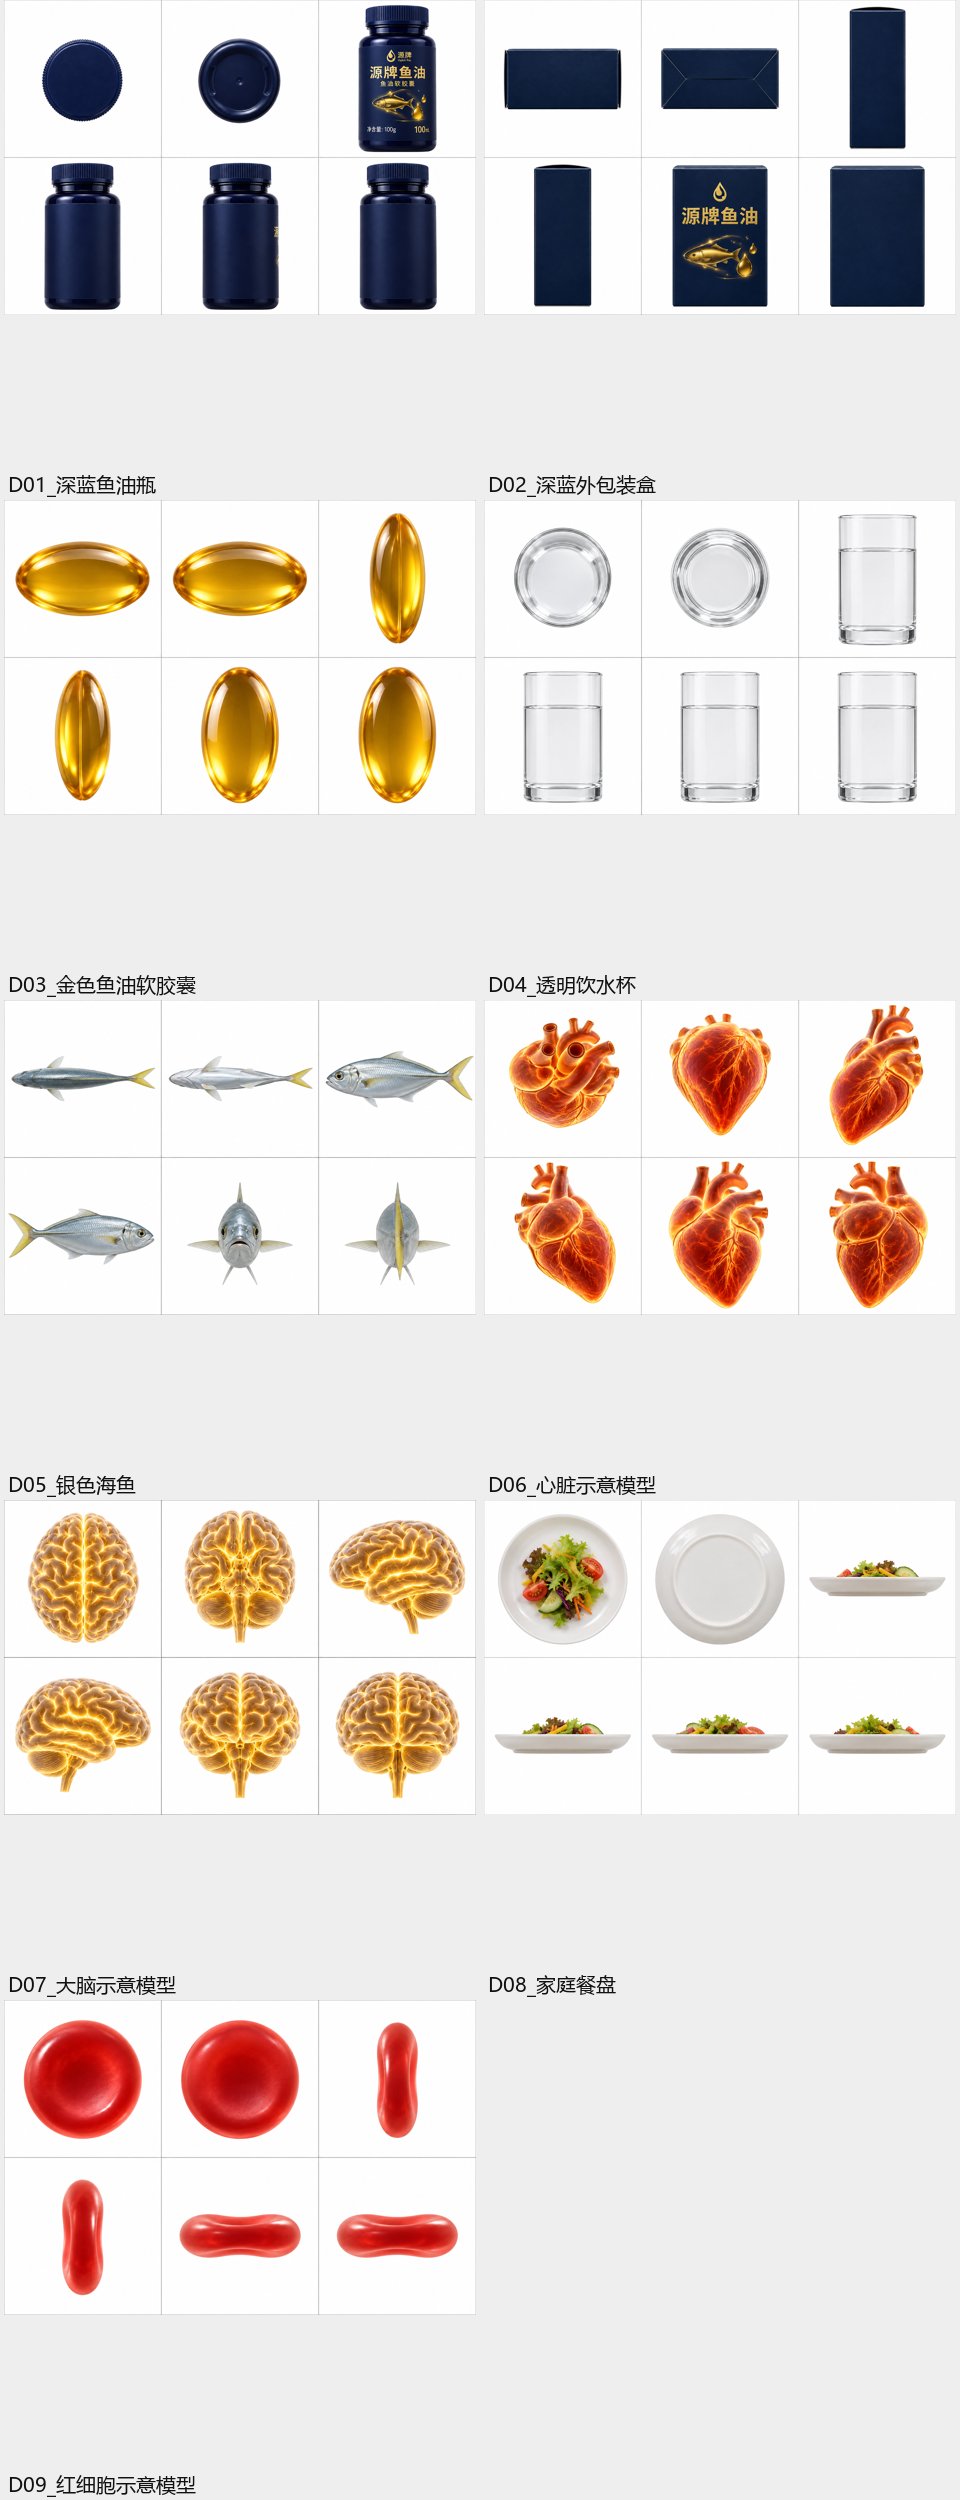 源牌
源牌鱼油
鱼油软胶囊
净含量: 100g
100
源牌鱼油
D01_深蓝鱼油瓶
D02_深蓝外包装盒
D03_金色鱼油软胶囊
D04_透明饮水杯
D05_银色海鱼
D06_心脏示意模型
D07_大脑示意模型
D08_家庭餐盘
D09_红细胞示意模型